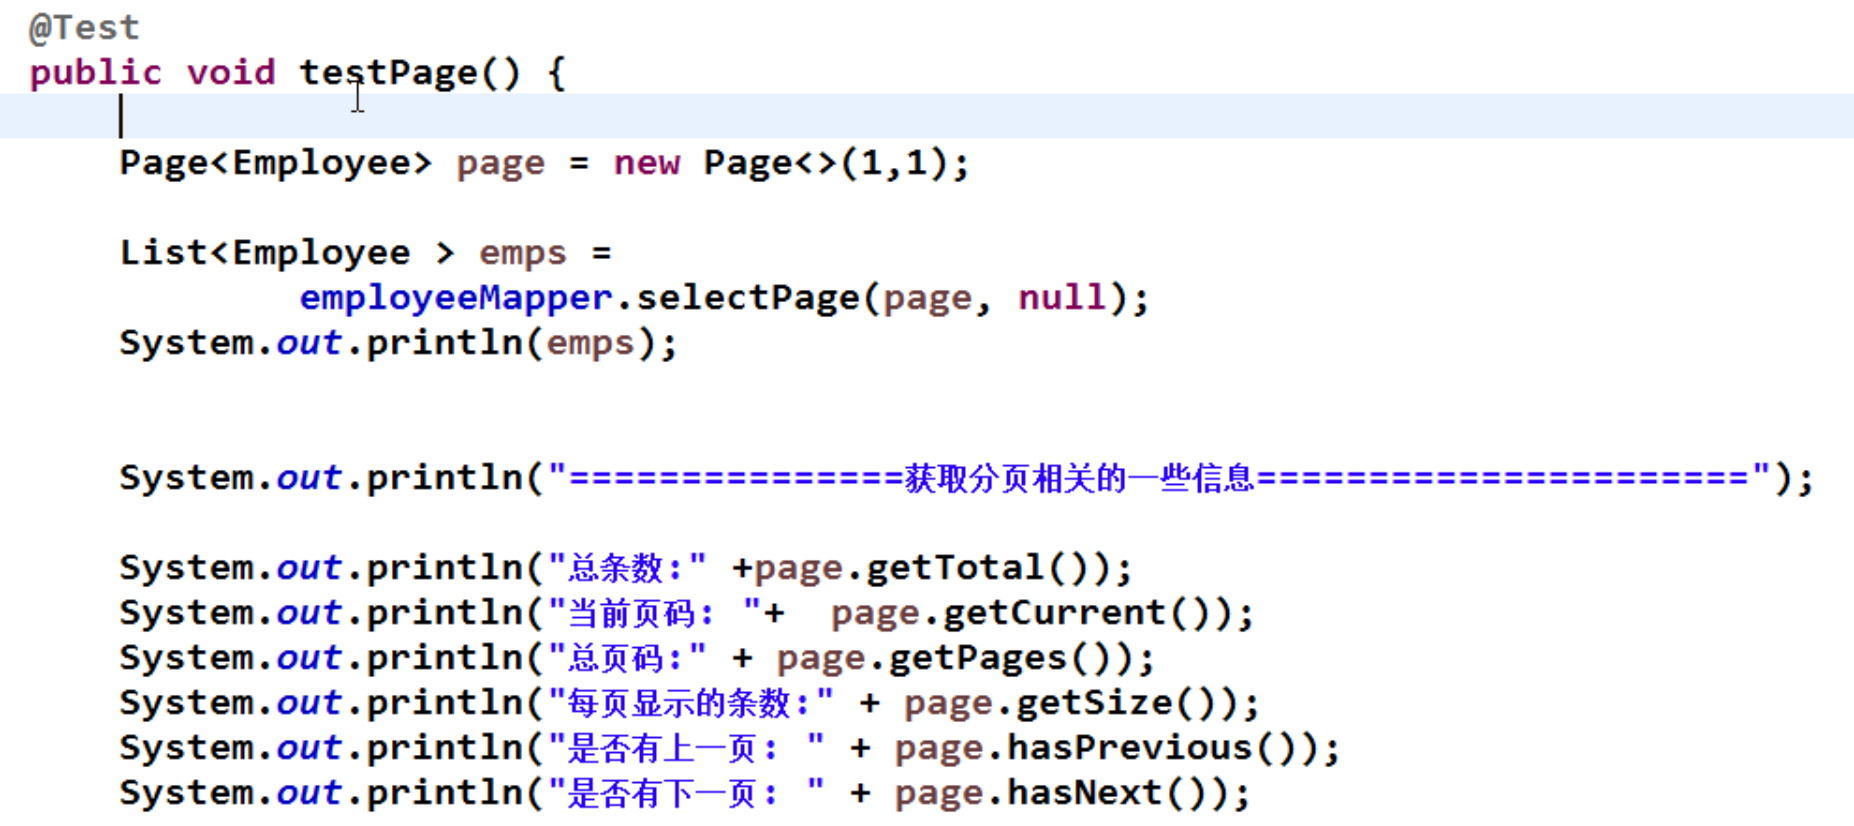 @Test
public void testPage() {
Page<Employee> page = new Page<>(1,1);
List<Employee > emps =
employeeMapper.selectPage(page, null);
System.out.println(emps);
System.out.println("===============获取分页相关的一些信息======================");
System.out.println("总条数:" +page.getTotal());
System.out.println("当前页码: "+  page.getCurrent());
System.out.println("总页码:" + page.getPages());
System.out.println("每页显示的条数:" + page.getSize());
System.out.println("是否有上一页: " + page.hasPrevious());
System.out.println("是否有下一页: " + page.hasNext());